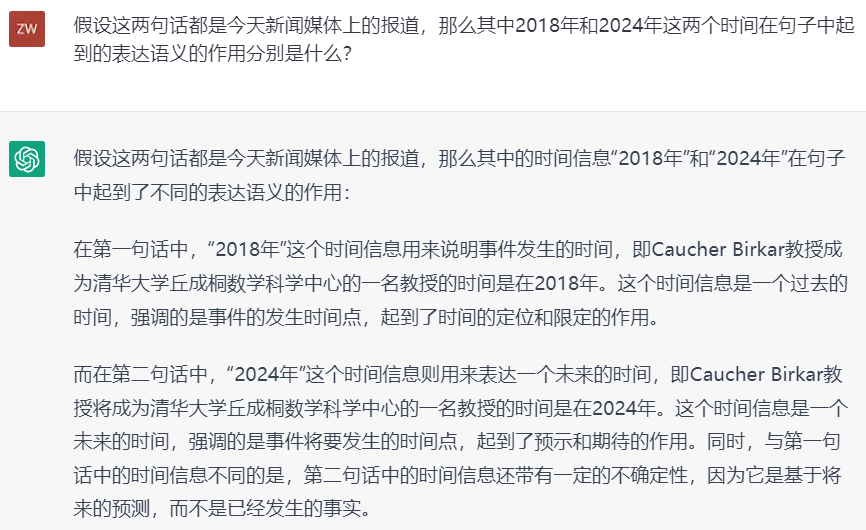 ZW
假设这两句话都是今天新闻媒体上的报道，那么其中2018年和2024年这两个时间在句子中起
到的表达语义的作用分别是什么？
假设这两句话都是今天新闻媒体上的报道，那么其中的时间信息“2018年”和“2024年”在句子
中起到了不同的表达语义的作用：
在第一句话中，“2018年”这个时间信息用来说明事件发生的时间，即Caucher Birkar教授成
为清华大学丘成桐数学科学中心的一名教授的时间是在2018年。这个时间信息是一个过去的
时间，强调的是事件的发生时间点，起到了时间的定位和限定的作用。
而在第二句话中，“2024年”这个时间信息则用来表达一个未来的时间，即Caucher Birkar教
授将成为清华大学丘成桐数学科学中心的一名教授的时间是在2024年。这个时间信息是一个
未来的时间，强调的是事件将要发生的时间点，起到了预示和期待的作用。同时，与第一句
话中的时间信息不同的是，第二句话中的时间信息还带有一定的不确定性，因为它是基于将
来的预测，而不是已经发生的事实。